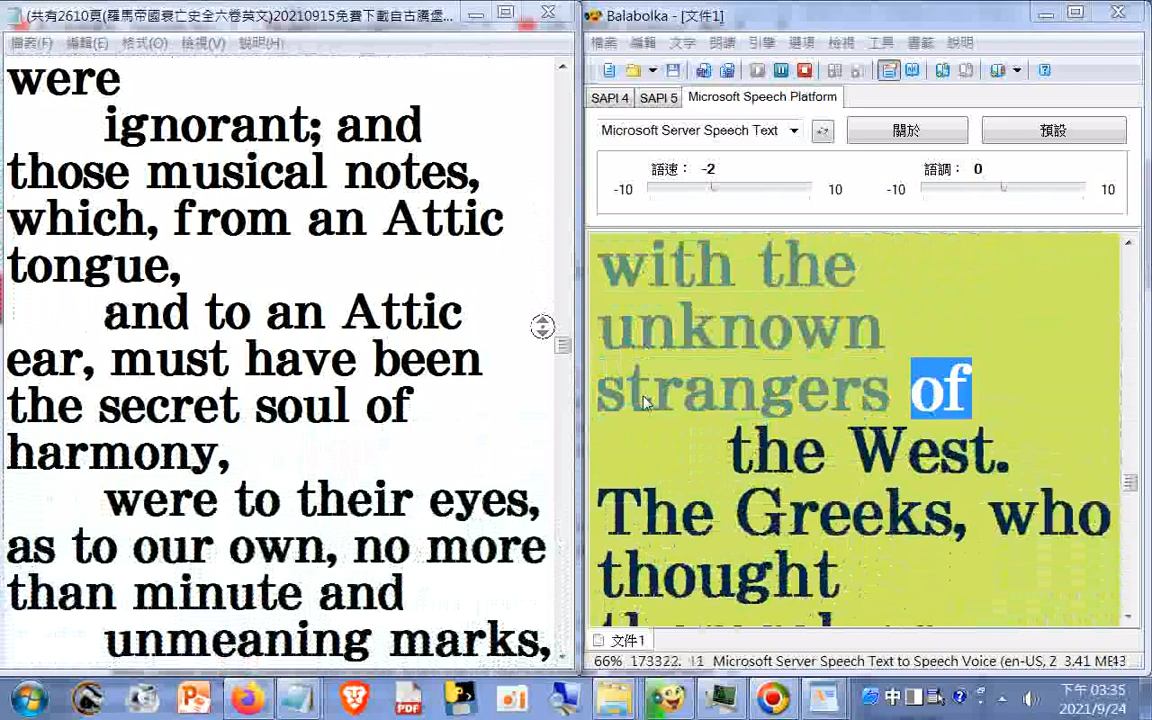 (共有2610頁(羅馬帝國衰亡史全六卷英文)20210915免費下載自古騰堡...
檔案(F) 編輯(E) 格式(O) 檢視(V) 說明(H)
were
ignorant; and
those musical notes,
which, from an Attic
tongue,
and to an Attic
ear, must have been
the secret soul of
harmony,
were to their eyes,
as to our own, no more
than minute and
unmeaning marks,
Balabolka - [文件1]
檔案 編輯 文字 朗讀 引擎 選項 檢視 工具 書籤 說明
SAPI 4 SAPI 5 Microsoft Speech Platform
Microsoft Server Speech Text 關於 預設
語速： -2 語調： 0
-10 10 -10 10
with the
unknown
strangers of
the West.
The Greeks, who
thought
文件1
66% 173322. Microsoft Server Speech Text to Speech Voice (en-US, Z 3,41 ME43
中
下午 03:35
2021/9/24